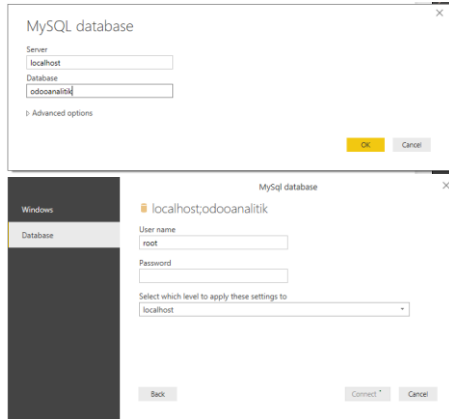 MySQL database
Server
localhost
Database
odooanalitik
Advanced options
OK
Cancel
MySql database
Windows
Database
localhost;odooanalitik
User name
root
Password
Select which level to apply these settings to
localhost
Back
Connect
Cancel